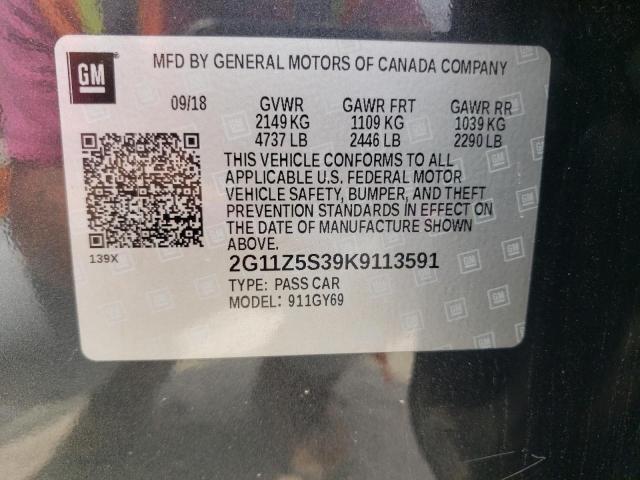 GM
MFD BY GENERAL MOTORS OF CANADA COMPANY
09/18 GVWR GAWR FRT GAWR RR
2149 KG 1109 KG 1039 KG
4737 LB 2446 LB 2290 LB
THIS VEHICLE CONFORMS TO ALL
APPLICABLE U.S. FEDERAL MOTOR
VEHICLE SAFETY, BUMPER, AND THEFT
PREVENTION STANDARDS IN EFFECT ON
THE DATE OF MANUFACTURE SHOWN
ABOVE.
139X
2G11Z5S39K9113591
TYPE: PASS CAR
MODEL: 911GY69